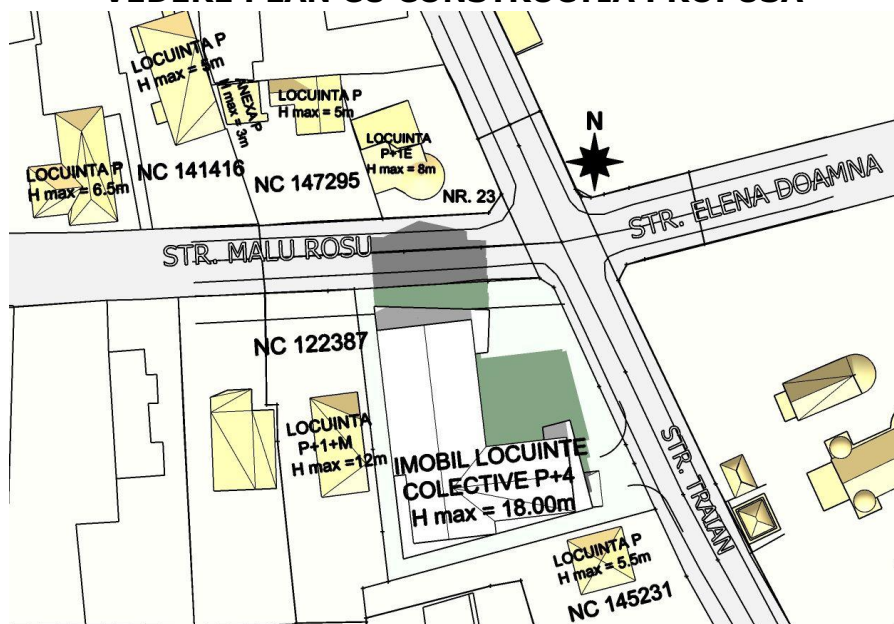 VEDERE PLAN CU CONSTRUCTIA PROPUSA
LOCUINTA P
H max = 5m
ANEXA P
H max = 3m
LOCUINTA P
H max = 5m
LOCUINTA
P+1E
H max = 8m
N
LOCUINTA P
H max = 6.5m
NC 141416
NC 147295
NR. 23
STR. ELENA DOAMNA
STR. MALU ROSU
NC 122387
LOCUINTA
P+1+M
H max =12m
IMOBIL LOCUINTE
COLECTIVE P+4
H max = 18.00m
STR. TRAIAN
LOCUINTA P
H max = 5.5m
NC 145231